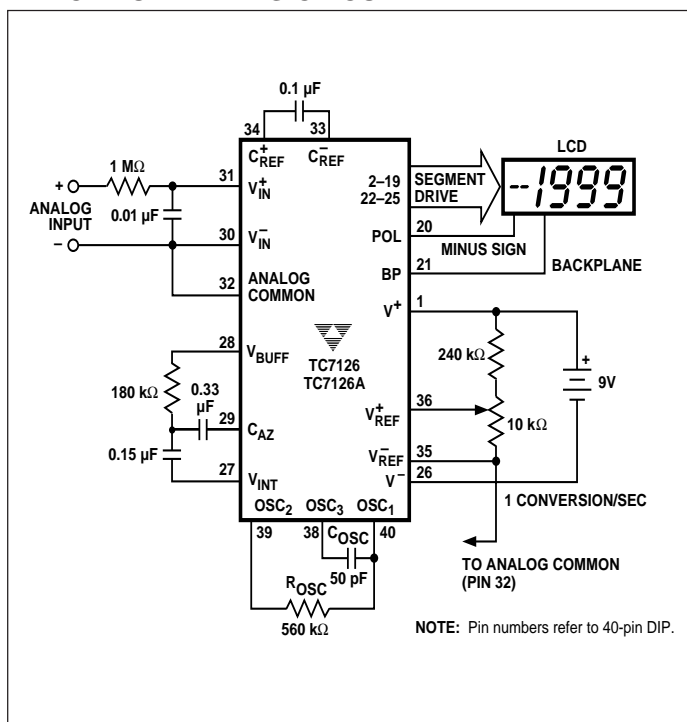 0.1 µF
34
33
C+REF
C–REF
LCD
1 MΩ
+
31
V+IN
ANALOG
INPUT
0.01 µF
–
30
V–IN
32
ANALOG
COMMON
2–19
22–25
SEGMENT
DRIVE
–1999
POL
20
MINUS SIGN
BP
21
BACKPLANE
V+
1
28
VBUFF
180 kΩ
0.33
µF
29
CAZ
0.15 µF
27
VINT
TC7126
TC7126A
240 kΩ
+
9V
V+REF
36
10 kΩ
V–REF
35
V–
26
1 CONVERSION/SEC
OSC2
OSC3
OSC1
39
38
COSC
40
50 pF
ROSC
560 kΩ
TO ANALOG COMMON
(PIN 32)
NOTE: Pin numbers refer to 40-pin DIP.